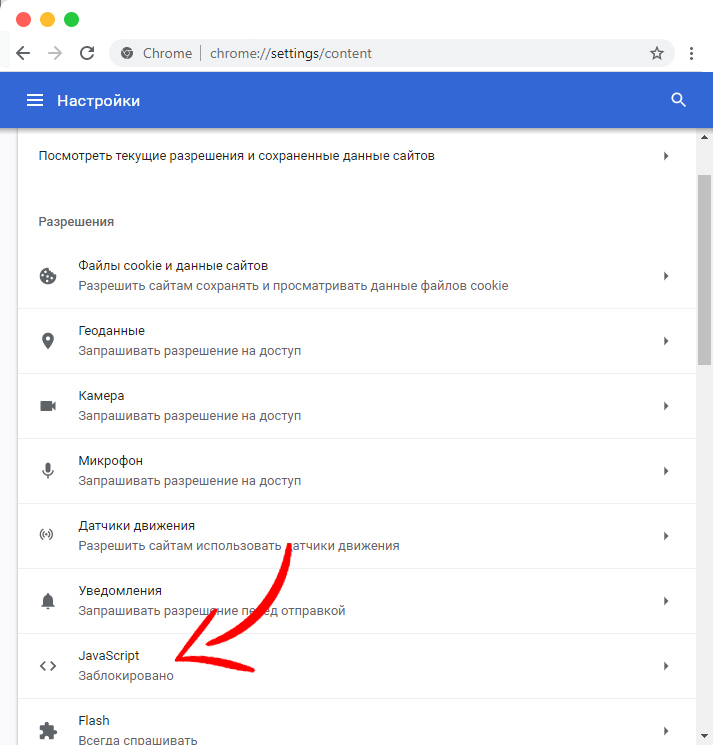 Chrome | chrome://settings/content
Настройки
Посмотреть текущие разрешения и сохраненные данные сайтов
Разрешения
Файлы cookie и данные сайтов
Разрешить сайтам сохранять и просматривать данные файлов cookie
Геоданные
Запрашивать разрешение на доступ
Камера
Запрашивать разрешение на доступ
Микрофон
Запрашивать разрешение на доступ
Датчики движения
Разрешить сайтам использовать датчики движения
Уведомления
Запрашивать разрешение перед отправкой
JavaScript
Заблокировано
Flash
Всегда спрашивать